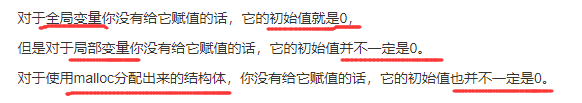 对于全局变量你没有给它赋值的话，它的初始值就是0，
但是对于局部变量你没有给它赋值的话，它的初始值并不一定是0。
对于使用malloc分配出来的结构体，你没有给它赋值的话，它的初始值也并不一定是0。